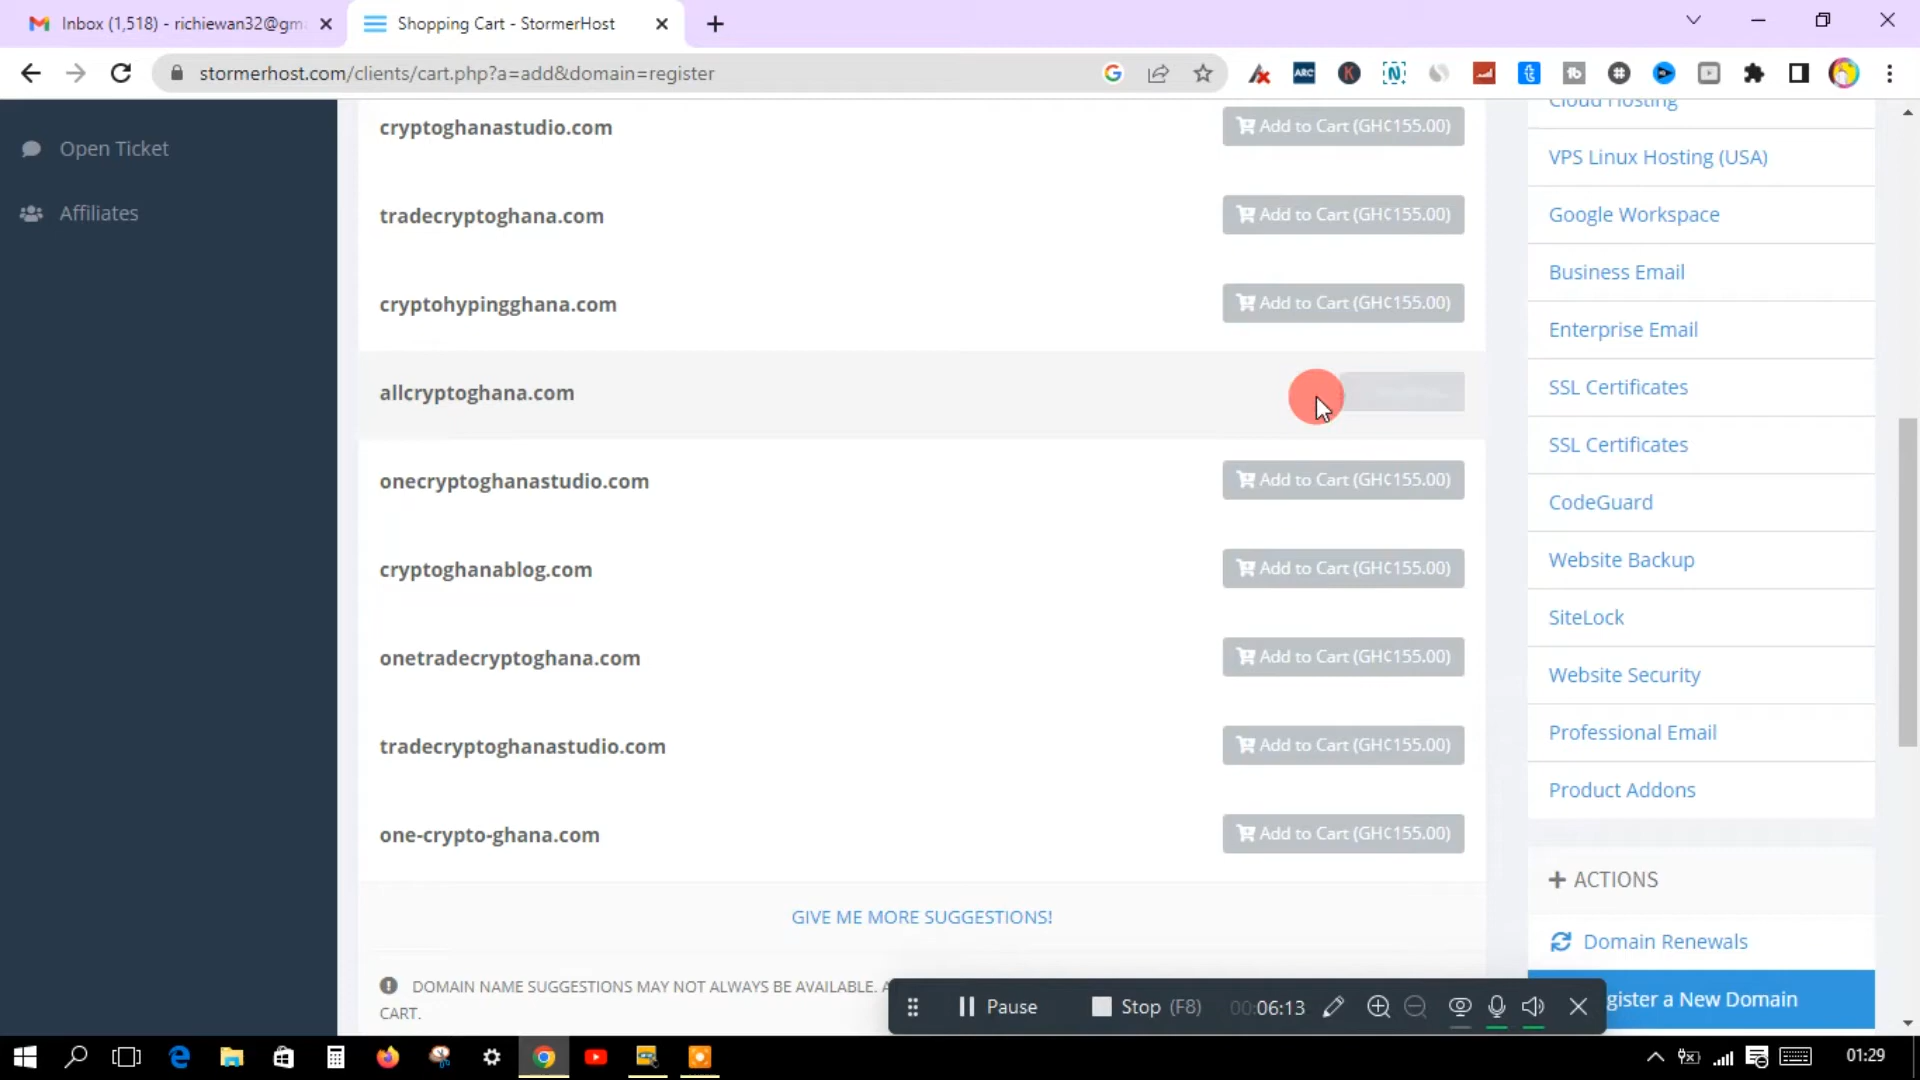 Inbox (1,518) - richiewan32@gm
Shopping Cart - StormerHost
stormerhost.com/clients/cart.php?a=add&domain=register
Open Ticket
Affiliates
cryptoghanastudio.com
Add to Cart (GH¢155.00)
tradecryptoghana.com
Add to Cart (GH¢155.00)
cryptohypingghana.com
Add to Cart (GH¢155.00)
allcryptoghana.com
onecryptoghanastudio.com
Add to Cart (GH¢155.00)
cryptoghanablog.com
Add to Cart (GH¢155.00)
onetradecryptoghana.com
Add to Cart (GH¢155.00)
tradecryptoghanastudio.com
Add to Cart (GH¢155.00)
one-crypto-ghana.com
Add to Cart (GH¢155.00)
GIVE ME MORE SUGGESTIONS!
DOMAIN NAME SUGGESTIONS MAY NOT ALWAYS BE AVAILABLE. A
CART.
Cloud Hosting
VPS Linux Hosting (USA)
Google Workspace
Business Email
Enterprise Email
SSL Certificates
SSL Certificates
CodeGuard
Website Backup
SiteLock
Website Security
Professional Email
Product Addons
ACTIONS
Domain Renewals
gister a New Domain
Pause
Stop (F8)
00:06:13
ARC
01:29